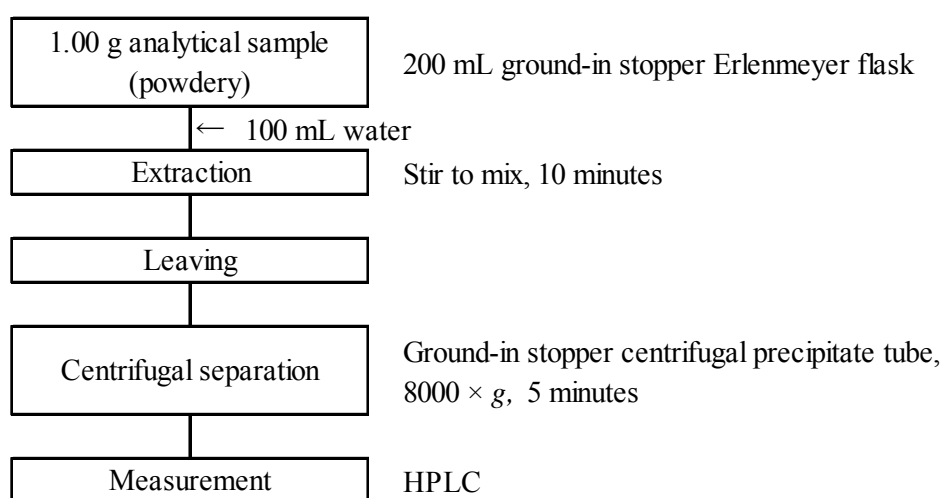 1.00 g analytical sample
(powdery)
200 mL ground-in stopper Erlenmeyer flask
← 100 mL water
Extraction
Stir to mix, 10 minutes
Leaving
Centrifugal separation
Ground-in stopper centrifugal precipitate tube,
8000 × g, 5 minutes
Measurement
HPLC